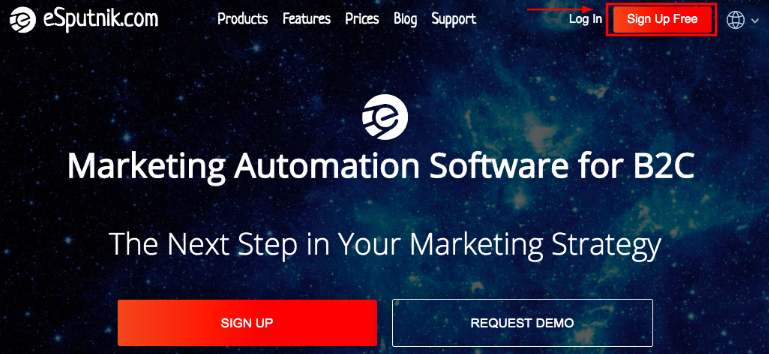 eSputnik.com Products Features Prices Blog Support Log In Sign Up Free
Marketing Automation Software for B2C
The Next Step in Your Marketing Strategy
SIGN UP REQUEST DEMO